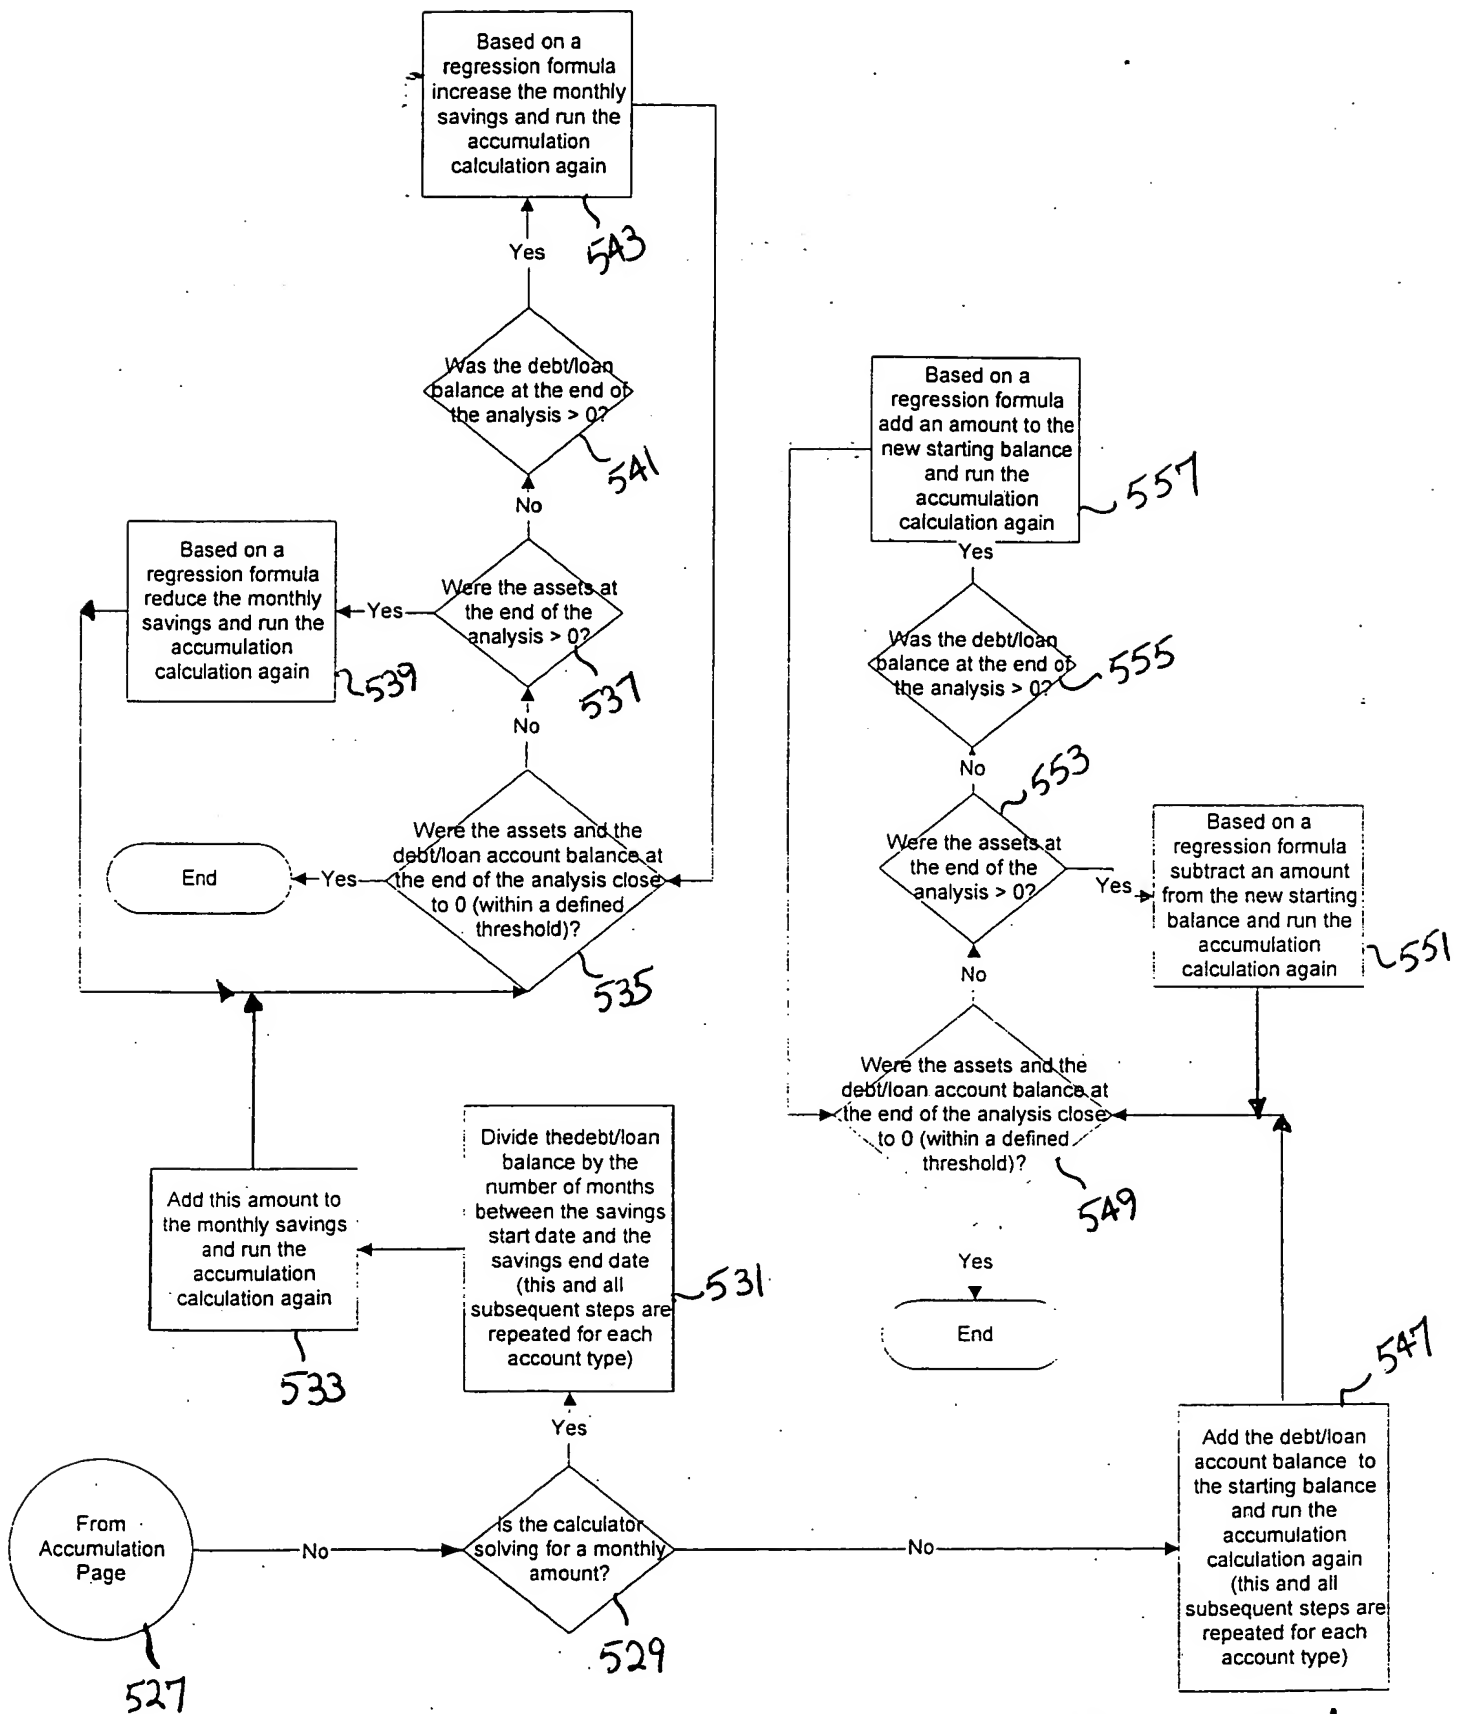 Based on a
regression formula
increase the monthly
savings and run the
accumulation
calculation again
543
Yes
Was the debt/loan
balance at the end of
the analysis > 0?
541
No
Based on a
regression formula
reduce the monthly
savings and run the
accumulation
calculation again
539
Yes
Were the assets at
the end of the
analysis > 0?
537
No
Were the assets and the
debt/loan account balance at
the end of the analysis close
to 0 (within a defined
threshold)?
535
Yes
End
Based on a
regression formula
add an amount to the
new starting balance
and run the
accumulation
calculation again
557
Yes
Was the debt/loan
balance at the end of
the analysis > 0?
555
No
553
Were the assets at
the end of the
analysis > 0?
Yes
Based on a
regression formula
subtract an amount
from the new starting
balance and run the
accumulation
calculation again
551
No
Were the assets and the
debt/loan account balance at
the end of the analysis close
to 0 (within a defined
threshold)?
549
Yes
End
Add this amount to
the monthly savings
and run the
accumulation
calculation again
533
Divide thedebt/loan
balance by the
number of months
between the savings
start date and the
savings end date
(this and all
subsequent steps are
repeated for each
account type)
531
Yes
From
Accumulation
Page
527
No
Is the calculator
solving for a monthly
amount?
529
No
547
Add the debt/loan
account balance to
the starting balance
and run the
accumulation
calculation again
(this and all
subsequent steps are
repeated for each
account type)